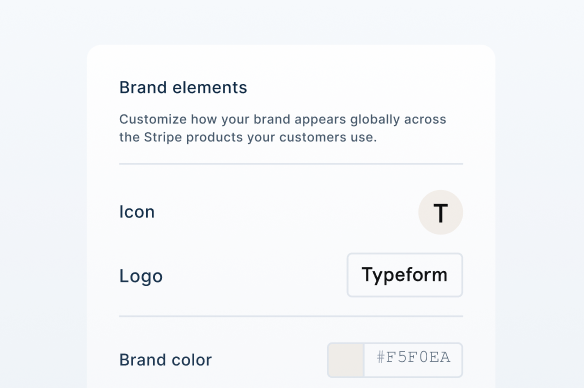 Brand elements
Customize how your brand appears globally across
the Stripe products your customers use.
Icon
T
Logo
Typeform
Brand color
#F5F0EA